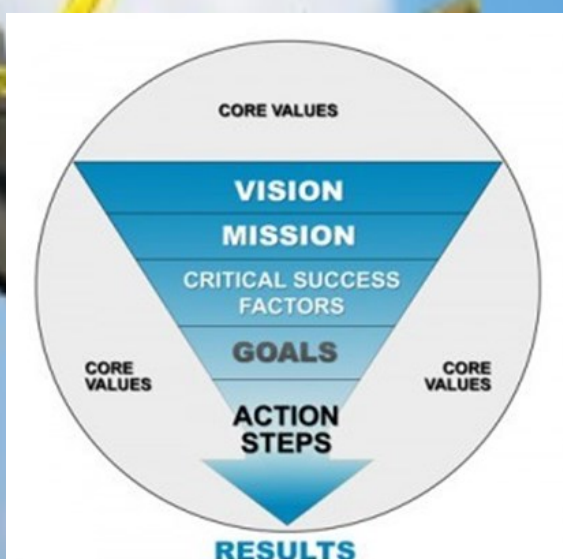 CORE VALUES
VISION
MISSION
CRITICAL SUCCESS
FACTORS
GOALS
CORE
VALUES
CORE
VALUES
ACTION
STEPS
RESULTS